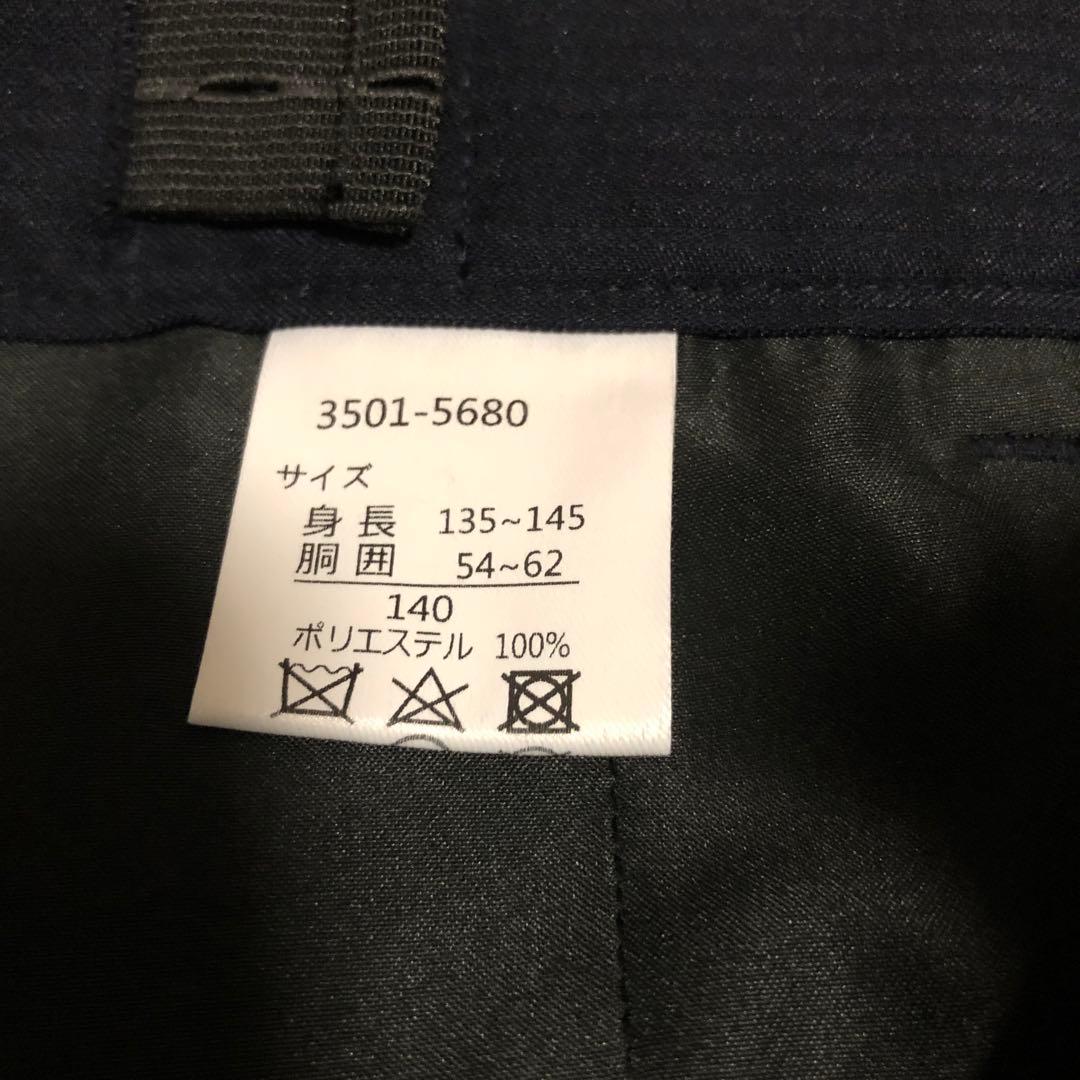 3501-5680
サイズ
身長 135~145
胴囲 54~62
140
ポリエステル 100%